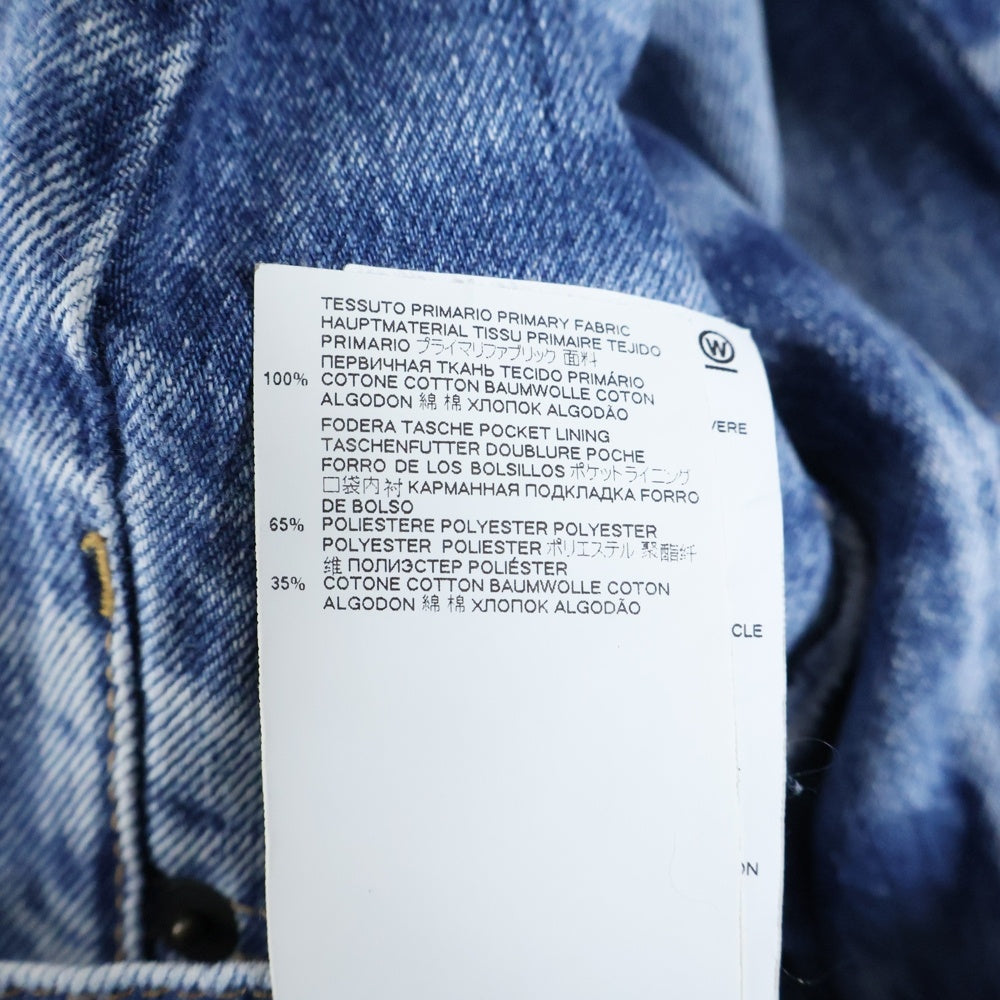 TESSUTO PRIMARIO PRIMARY FABRIC
HAUPTMATERIAL TISSU PRIMAIRE TEJIDO
PRIMARIO プライマリファブリック 面料
ПЕРВИЧНАЯ ТКАНЬ TECIDO PRIMÁRIO
100% COTONE COTTON BAUMWOLLE COTON
ALGODON 綿 棉 ХЛОПОК ALGODÃO
FODERA TASCHE POCKET LINING
TASCHENFUTTER DOUBLURE POCHE
FORRO DE LOS BOLSILLOS ポケットライニング
口袋内衬 КАРМАННАЯ ПОДКЛАДКА FORRO
DE BOLSO
65% POLIESTERE POLYESTER POLYESTER
POLYESTER POLIESTER ポリエステル 聚酯纤
维 ПОЛИЭСТЕР POLIÉSTER
35% COTONE COTTON BAUMWOLLE COTON
ALGODON 綿 棉 ХЛОПОК ALGODÃO
W
VERE
CLE
ON